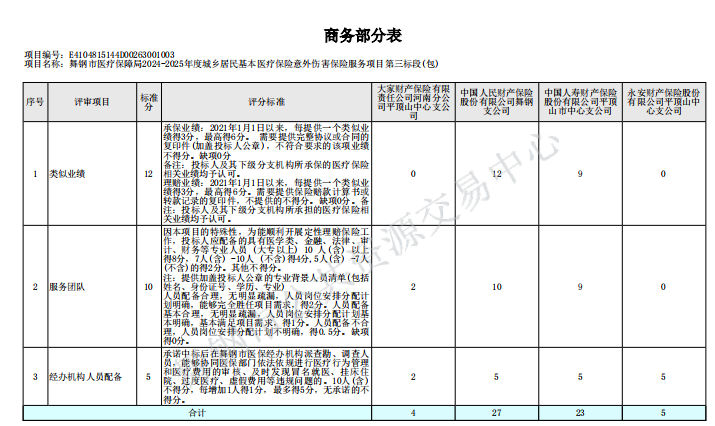 商务部分表
项目编号：E4104815144D00263001003
项目名称：舞钢市医疗保障局2024-2025年度城乡居民基本医疗保险意外伤害保险服务项目第三标段(包)
序号
评审项目
标准
分
评分标准
大家财产保险有限
责任公司河南分公
司平顶山中心支公
司
中国人民财产保险
股份有限公司舞钢
支公司
中国人寿财产保险
股份有限公司平顶
山市中心支公司
永安财产保险股份
有限公司平顶山中
心支公司
1
类似业绩
12
承保业绩：2021年1月1日以来，每提供一个类似业
绩得3分，最高得6分。 需要提供完整协议或合同的
复印件(加盖投标人公章)，不符合要求的该项业绩
不得分。缺项0分
备注：投标人及其下级分支机构所承保的医疗保险
相关业绩均予认可。
理赔业绩：2021年1月1日以来，每提供一个类似业
绩得3分，最高得6分。需要提供保险赔款计算书或
转款记录的复印件，不提供的不得分。缺项0分。备
注：投标人及其下级分支机构所承担的医疗保险相
关业绩均予认可。
0
12
9
0
2
服务团队
10
因本项目的特殊性，为能顺利开展定性理赔保险工
作，投标人应配备的具有医学类、金融、法律、审
计、财务等专业人员 (大专以上) 10 人(含) 以上
得8分、7人(含) -10人 (不含)得4分,5人(含) -7人
(不含)的得2分。其他不得分。
注：提供加盖投标人公章的专业背景人员清单(包括
姓名、身份证号、学历、专业)
人员配备合理，无明显疏漏，人员岗位安排分配计
划明确，能够完全胜任项目需求，得2分。人员配备
基本合理，无明显疏漏，人员岗位安排分配计划基
本明确，基本满足项目需求，得1分。人员配备不合
理，人员岗位安排分配计划不明确，得0.5分。缺项
得0分。
2
10
9
0
3
经办机构人员配备
5
承诺中标后在舞钢市医保经办机构派查勘、调查人
员，能够协同医保部门依法依规进行医疗行为管理
和医疗费用的审核、及时发现冒名就医、挂床住
院、过度医疗、虚假费用等违规问题的。10人(含)
不得分，每增加1人得1分，最多得5分，无承诺的不
得分。
2
5
5
5
合计
4
27
23
5
资源交易中心